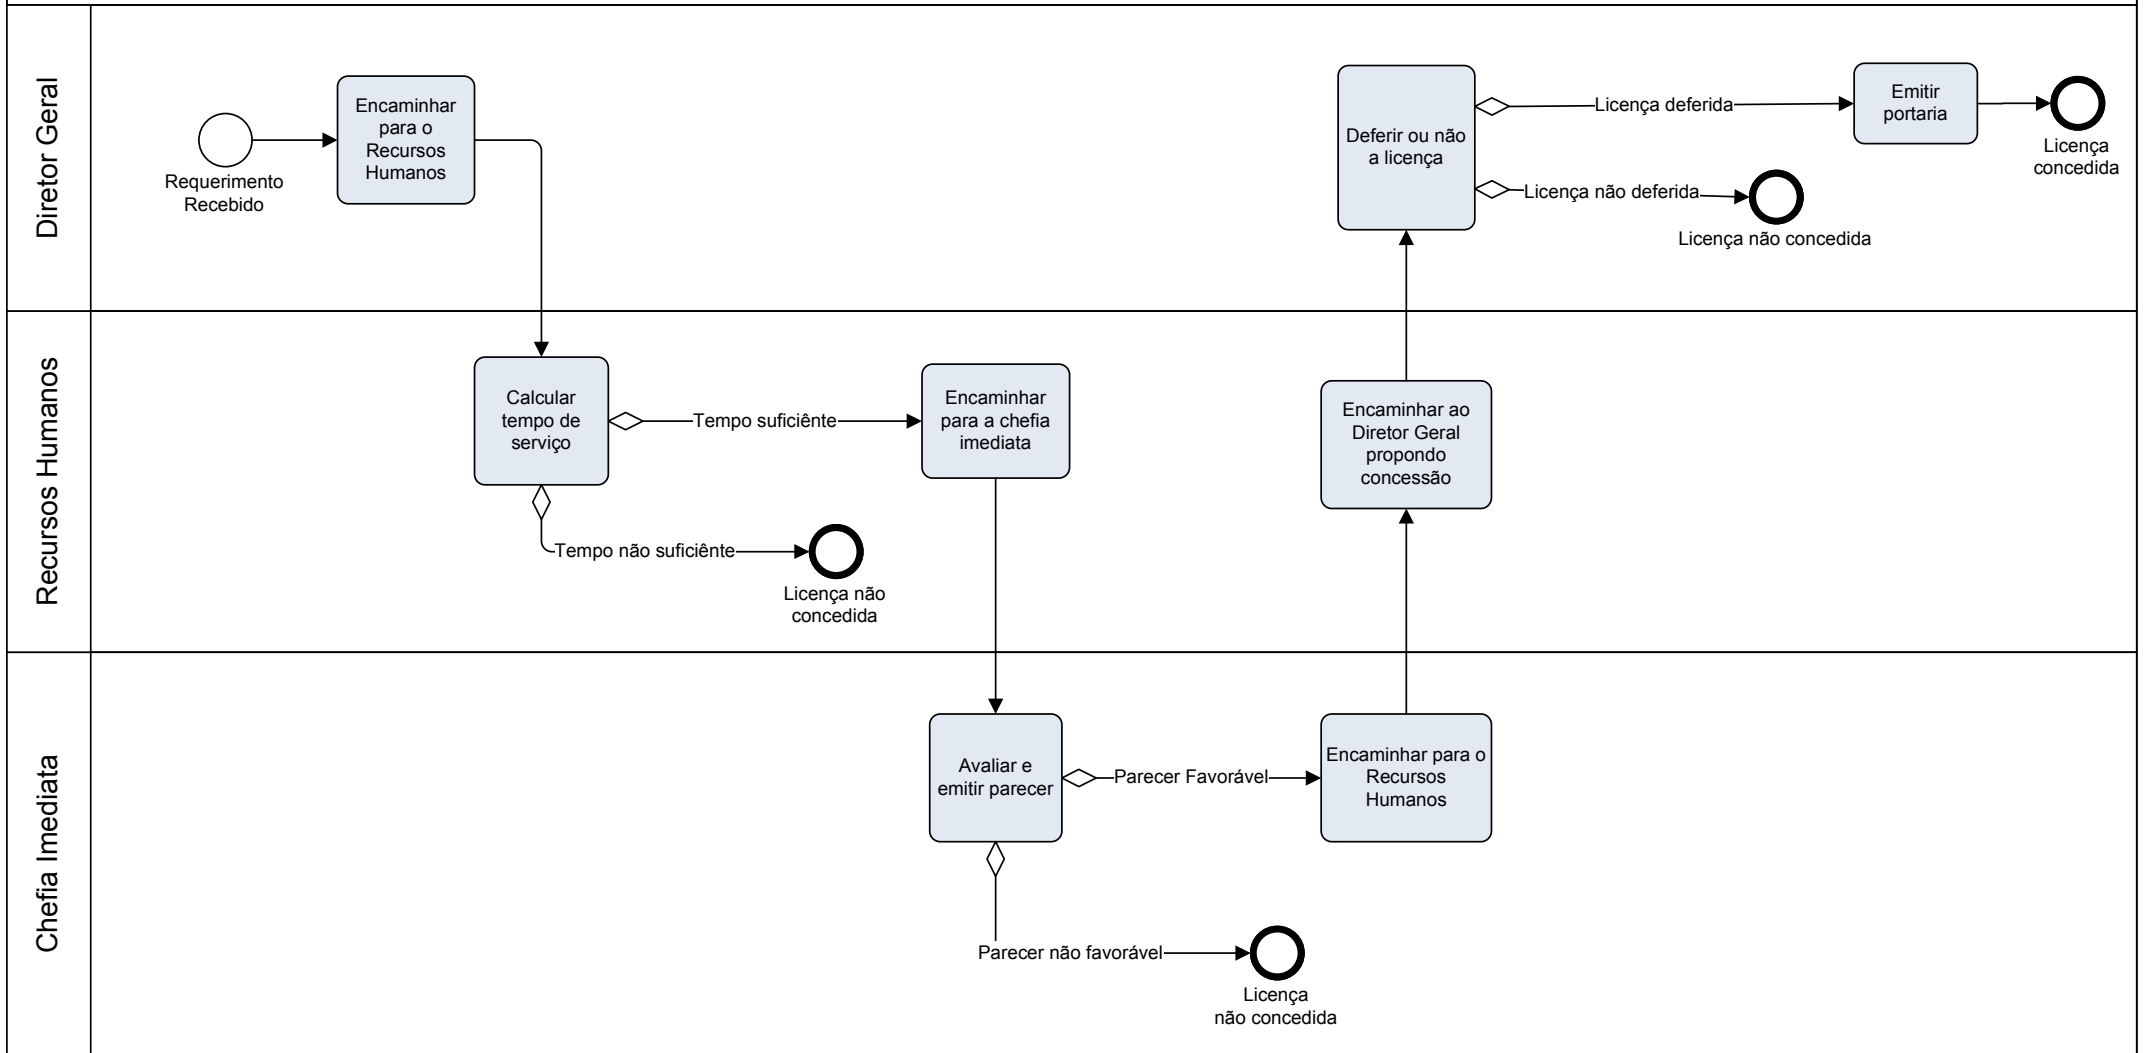 Diretor Geral
Requerimento
Recebido
Encaminhar
para o
Recursos
Humanos
Deferir ou não
a licença
Licença deferida
Emitir
portaria
Licença
concedida
Licença não deferida
Licença não concedida
Recursos Humanos
Calcular
tempo de
serviço
Tempo suficiênte
Encaminhar
para a chefia
imediata
Tempo não suficiênte
Licença não
concedida
Encaminhar ao
Diretor Geral
propondo
concessão
Chefia Imediata
Avaliar e
emitir parecer
Parecer Favorável
Encaminhar para o
Recursos
Humanos
Parecer não favorável
Licença
não concedida